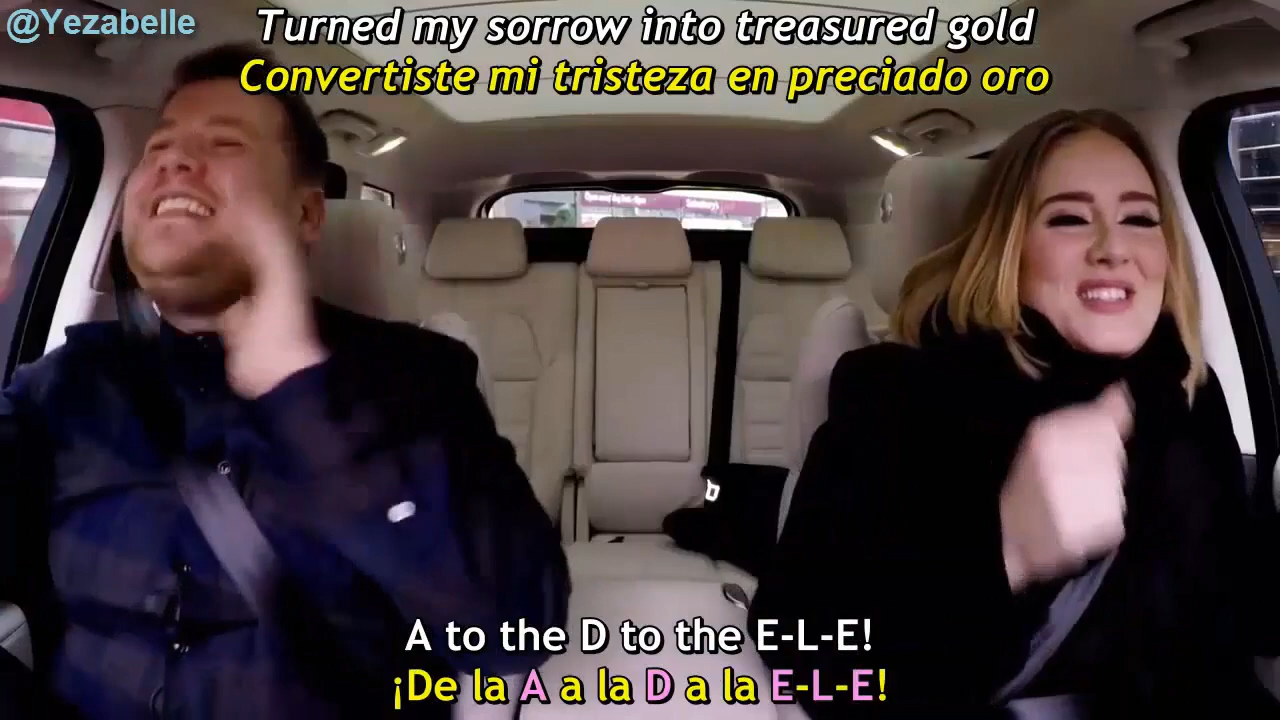 @Yezabelle
Turned my sorrow into treasured gold
Convertiste mi tristeza en preciado oro
A to the D to the E-L-E!
¡De la A a la D a la E-L-E!